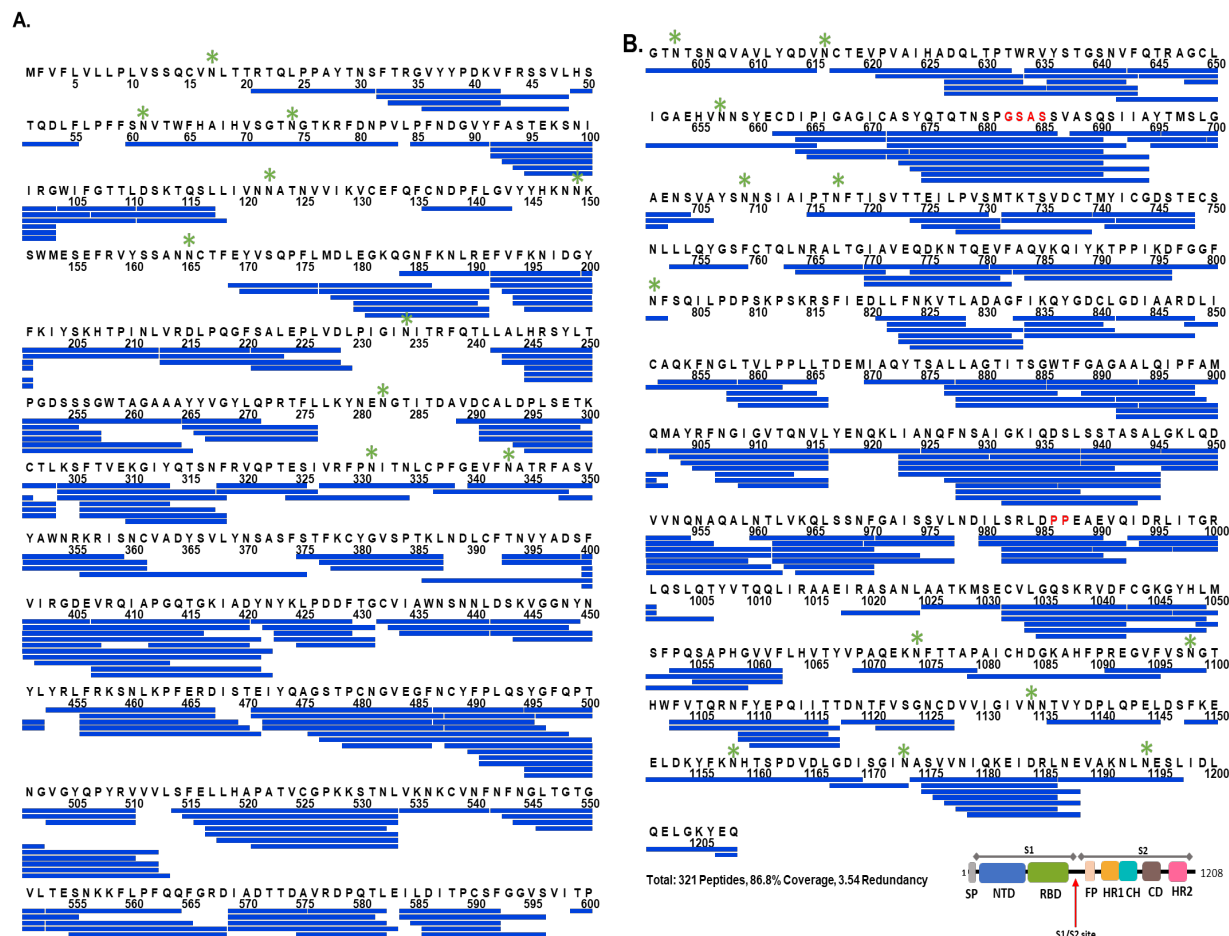 A.
MFVFLVLLPLVSSQCVNLTTRTQLPPAYTNSFTRGVYYPDKVFRSSVLHS
5 10 15 20 25 30 35 40 45 50
TQDLFLPFFSNVTWFHAIHVSGTNGTKRFDNPVLPFNDGVYFASTEKSNI
55 60 65 70 75 80 85 90 95 100
IRGWIFGTTLDSKTQSLLIVNNATNVVIKVCEFQFCNDPFLGVYYHKNNK
105 110 115 120 125 130 135 140 145 150
SWMESEFRVYSSANNCTFEYVSQPFLMDLEGKQGNFKNLREFVFKNIDGY
155 160 165 170 175 180 185 190 195 200
FKIYSKHTPINLVRDLPQGFSALEPLVDLPIGINITRFQTLLALHRSYLT
205 210 215 220 225 230 235 240 245 250
PGDSSSGWTAGAAAYYVGYLQPRTFLLKYNENGTITDAVDCALDPLSETK
255 260 265 270 275 280 285 290 295 300
CTLKSFTVEKGIYQTSNFRVQPTESIVRFPNITNLCPFGEVFNATRFASV
305 310 315 320 325 330 335 340 345 350
YAWNRKRISNCVADYSVLYNSASFSTFKCYGVSPTKLNDLCFTNVYADSF
355 360 365 370 375 380 385 390 395 400
VIRGDEVRQIAPGQTGKIADYNYKLPDDFTGCVIAWNSNNLDSKVGGNYN
405 410 415 420 425 430 435 440 445 450
YLYRLFRKSNLKPFERDISTEIYQAGSTPCNGVEGFNCYFPLQSYGFQPT
455 460 465 470 475 480 485 490 495 500
NGVGYQPYRVVVLSFELLHAPATVCGPKKSTNLVKNKCVNFNFNGLTGTG
505 510 515 520 525 530 535 540 545 550
VLTESNKKFLPFQQFGRDIADTTDAVRDPQTLEILDITPCSFGGVSVITP
555 560 565 570 575 580 585 590 595 600
B.
GTNTSNQVAVLYQDVNCTEVPVAIHADQLTPTWRVYSTGSNVFQTRAGCL
605 610 615 620 625 630 635 640 645 650
IGAEHVNNSYECDIPIGAGICASYQTQTNSPGSASSVASQSIIAYTMSLG
655 660 665 670 675 680 685 690 695 700
AENSVAYSNNSIAIPTNFTISVTTEILPVSMTKTSVDCTMYICGDSTECS
705 710 715 720 725 730 735 740 745 750
NLLLQYGSFCTQLNRALTGIAVEQDKNTQEVFAQVKQIYKTPPIKDFGGF
755 760 765 770 775 780 785 790 795 800
NFSQILPDPSKPSKRSFIEDLLFNKVTLADAGFIKQYGDCLGDIAARDLI
805 810 815 820 825 830 835 840 845 850
CAQKFNGLTVLPPLLTDEMIAQYTSALLAGTITSGWTFGAGAALQIPFAM
855 860 865 870 875 880 885 890 895 900
QMAYRFNGIGVTQNVLYENQKLIANQFNSAIGKIQDSLSSTASALGKLQD
905 910 915 920 925 930 935 940 945 950
VVNQNAQALNTLVKQLSSNFGAISSVLNDILSRLDPPEAEVQIDRLITGR
955 960 965 970 975 980 985 990 995 1000
LQSLQTYVTQQLIRAAEIRASANLAATKMSECVLGQSKRVDFCGKGYHLM
1005 1010 1015 1020 1025 1030 1035 1040 1045 1050
SFPQSAPHGVVFLHVTYVPAQEKNFTTAPAICHDGKAHFPREGVFVSNGT
1055 1060 1065 1070 1075 1080 1085 1090 1095 1100
HWFVTQRNFYEPQIITTDNTFVSGNCDVVIGIVNNTVYDPLQPELDSFKE
1105 1110 1115 1120 1125 1130 1135 1140 1145 1150
ELDKYFKNHTSPDVDLGDISGINASVVNIQKEIDRLNEVAKNLNESLIDL
1155 1160 1165 1170 1175 1180 1185 1190 1195 1200
QELGKYEQ
1205
Total: 321 Peptides, 86.8% Coverage, 3.54 Redundancy
S1 S2
1 1208
SP NTD RBD FP HR1 CH CD HR2
S1/S2 site